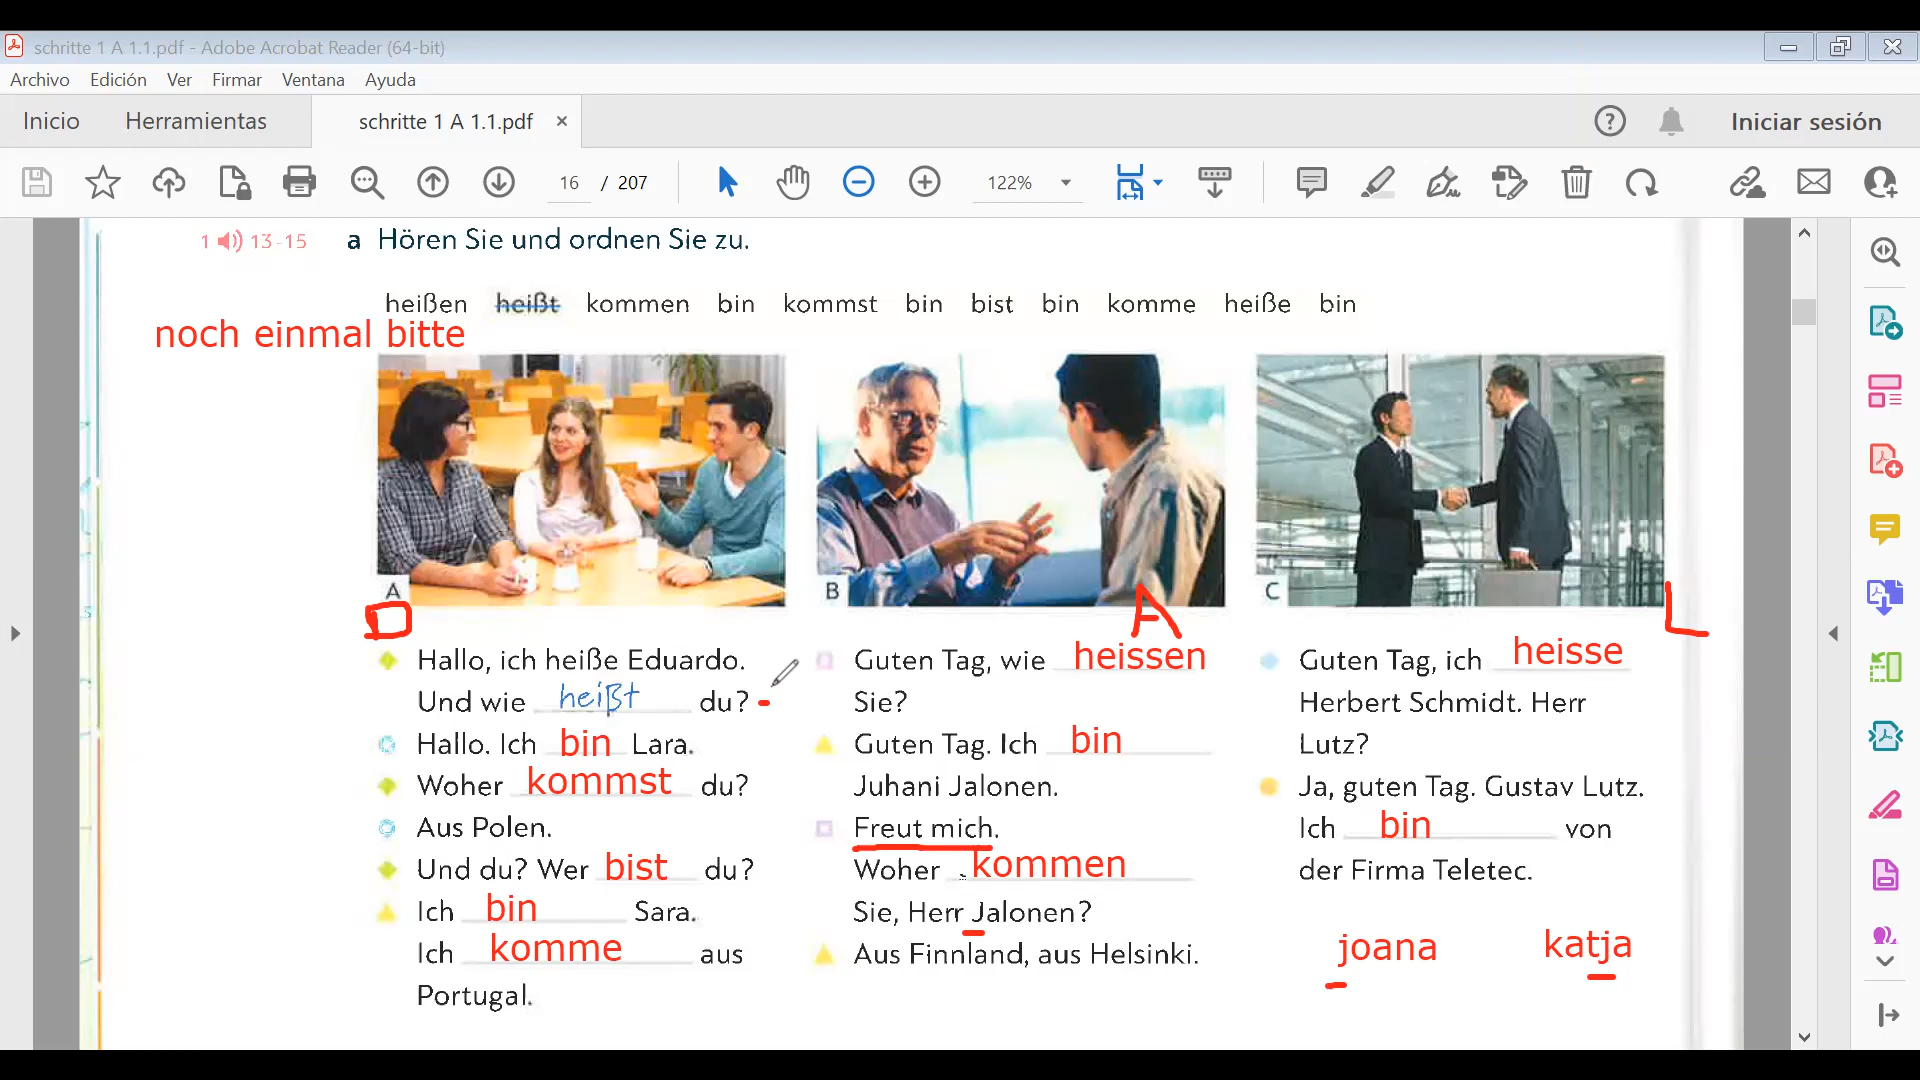 schritte 1 A 1.1.pdf - Adobe Acrobat Reader (64-bit)
Archivo Edición Ver Firmar Ventana Ayuda
Inicio Herramientas schritte 1 A 1.1.pdf × Iniciar sesión
16 / 207 122%
1 13-15 a Hören Sie und ordnen Sie zu.
heißen heißt kommen bin kommst bin bist bin komme heiße bin
noch einmal bitte
A B C
A L
Hallo, ich heiße Eduardo.
Und wie heißt du?
Hallo. Ich bin Lara.
Woher kommst du?
Aus Polen.
Und du? Wer bist du?
Ich bin Sara.
Ich komme aus
Portugal.
Guten Tag, wie heissen
Sie?
Guten Tag. Ich bin
Juhani Jalonen.
Freut mich.
Woher kommen
Sie, Herr Jalonen?
Aus Finnland, aus Helsinki.
Guten Tag, ich heisse
Herbert Schmidt. Herr
Lutz?
Ja, guten Tag. Gustav Lutz.
Ich bin von
der Firma Teletec.
joana katja